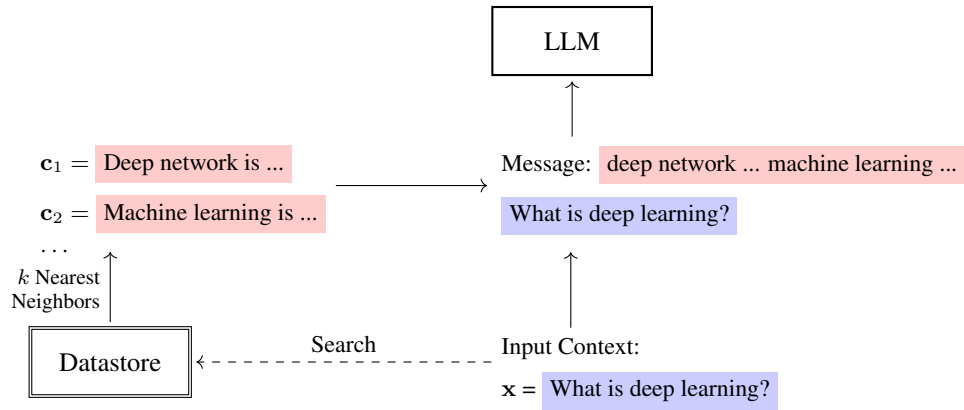 LLM
c₁ = Deep network is ...
c₂ = Machine learning is ...
...
k Nearest
Neighbors
Datastore
Search
Message: deep network ... machine learning ...
What is deep learning?
Input Context:
x = What is deep learning?